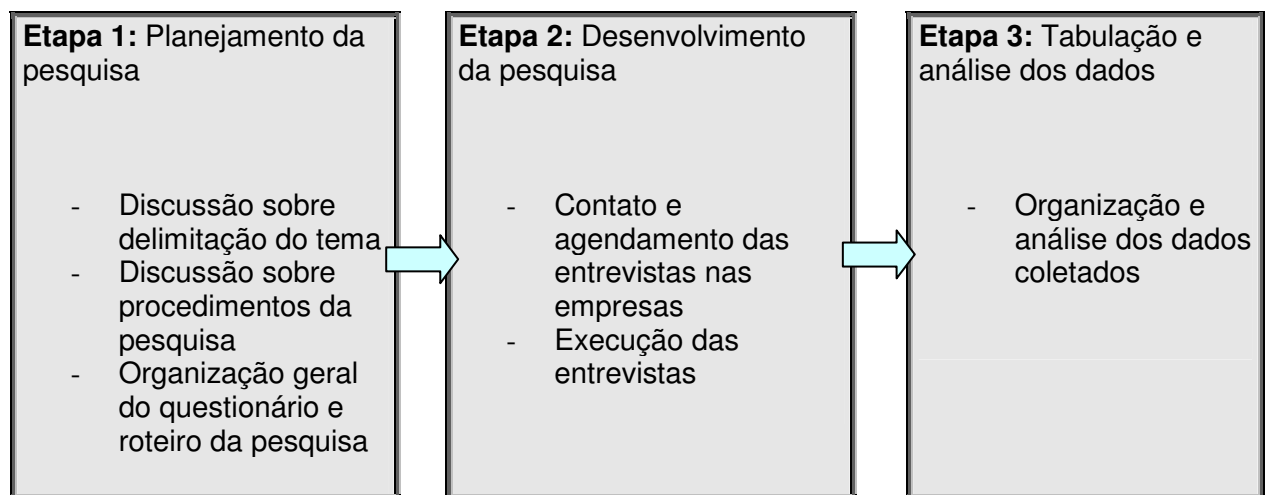 Etapa 1: Planejamento da
pesquisa
- Discussão sobre
delimitação do tema
- Discussão sobre
procedimentos da
pesquisa
- Organização geral
do questionário e
roteiro da pesquisa
Etapa 2: Desenvolvimento
da pesquisa
- Contato e
agendamento das
entrevistas nas
empresas
- Execução das
entrevistas
Etapa 3: Tabulação e
análise dos dados
- Organização e
análise dos dados
coletados